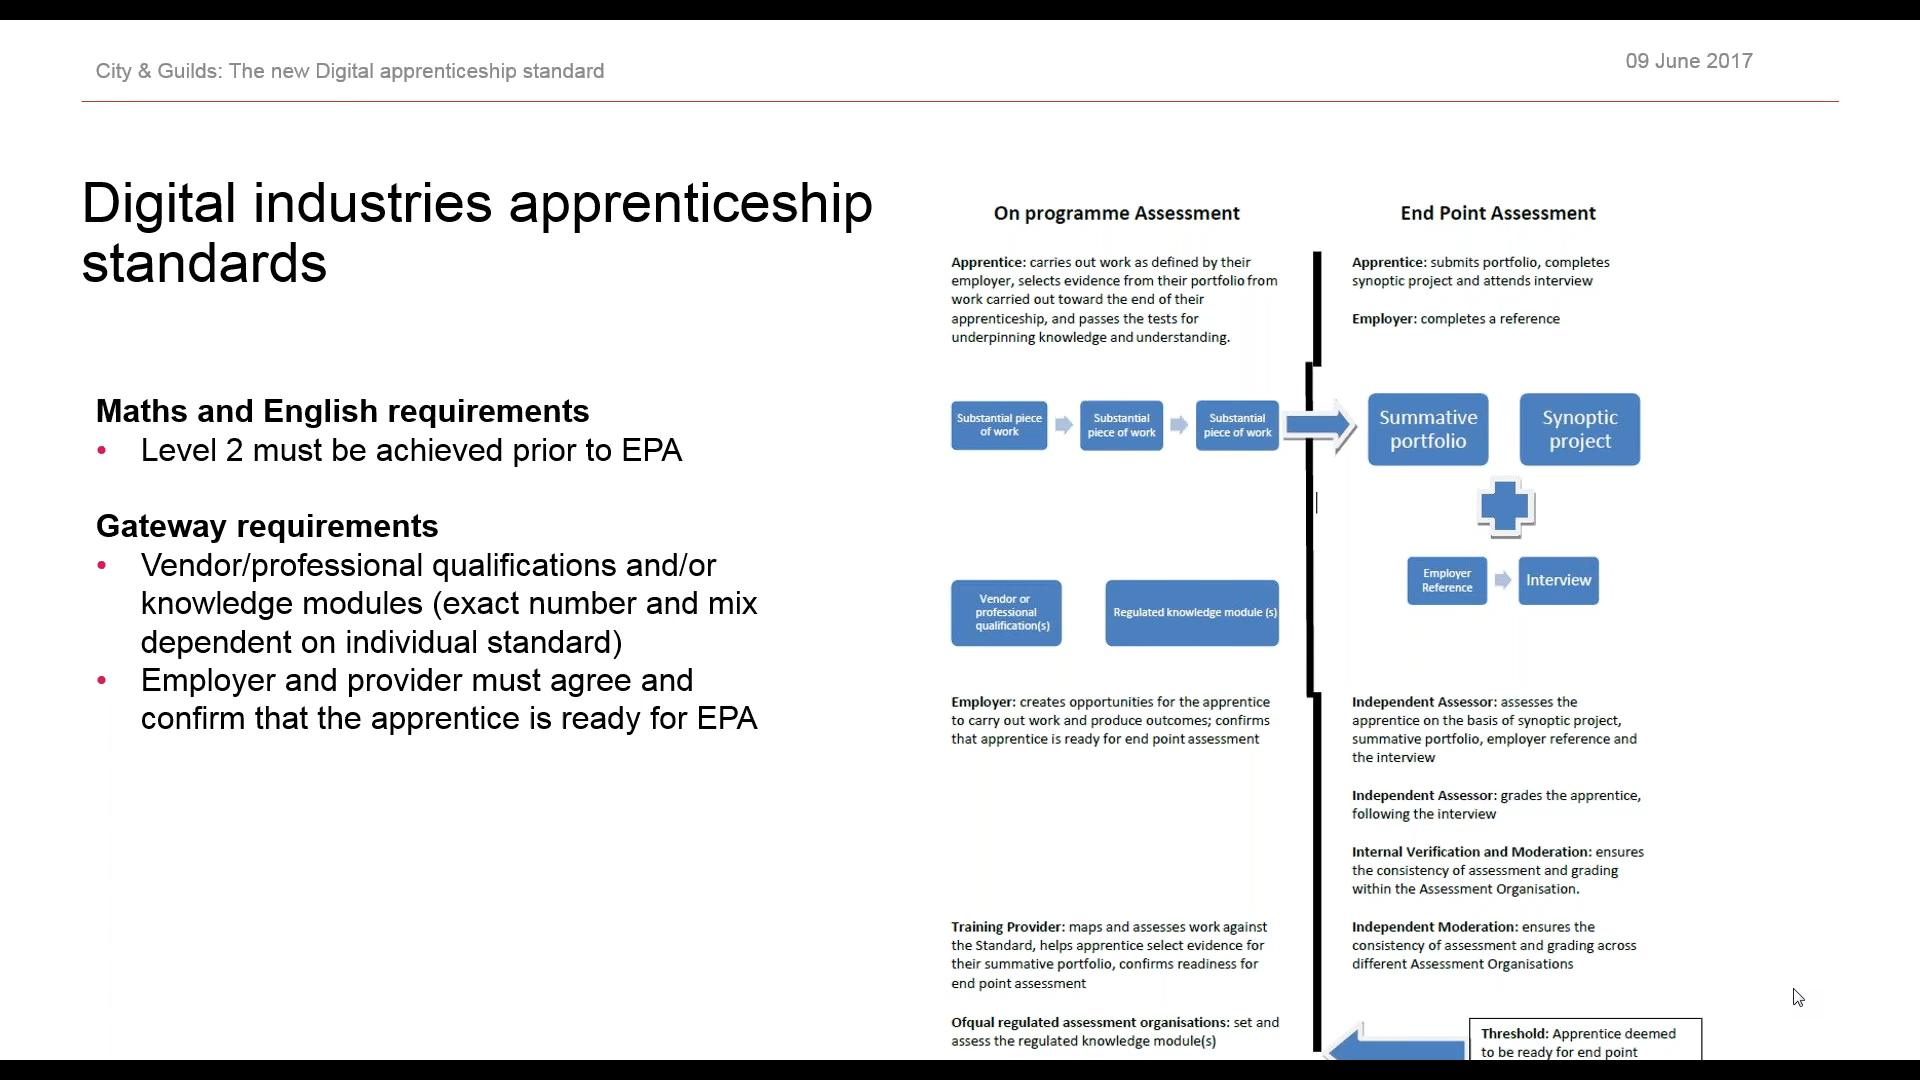 City & Guilds: The new Digital apprenticeship standard
09 June 2017
Digital industries apprenticeship
standards
Maths and English requirements
• Level 2 must be achieved prior to EPA
Gateway requirements
• Vendor/professional qualifications and/or
knowledge modules (exact number and mix
dependent on individual standard)
• Employer and provider must agree and
confirm that the apprentice is ready for EPA
On programme Assessment
Apprentice: carries out work as defined by their
employer, selects evidence from their portfolio from
work carried out toward the end of their
apprenticeship, and passes the tests for
underpinning knowledge and understanding.
Substantial piece
of work
Substantial
piece of work
Substantial
piece of work
Vendor or
professional
qualification(s)
Regulated knowledge module (s)
Employer: creates opportunities for the apprentice
to carry out work and produce outcomes; confirms
that apprentice is ready for end point assessment
Training Provider: maps and assesses work against
the Standard, helps apprentice select evidence for
their summative portfolio, confirms readiness for
end point assessment
Ofqual regulated assessment organisations: set and
assess the regulated knowledge module(s)
End Point Assessment
Apprentice: submits portfolio, completes
synoptic project and attends interview
Employer: completes a reference
Summative
portfolio
Synoptic
project
Employer
Reference
Interview
Independent Assessor: assesses the
apprentice on the basis of synoptic project,
summative portfolio, employer reference and
the interview
Independent Assessor: grades the apprentice,
following the interview
Internal Verification and Moderation: ensures
the consistency of assessment and grading
within the Assessment Organisation.
Independent Moderation: ensures the
consistency of assessment and grading across
different Assessment Organisations
Threshold: Apprentice deemed
to be ready for end point